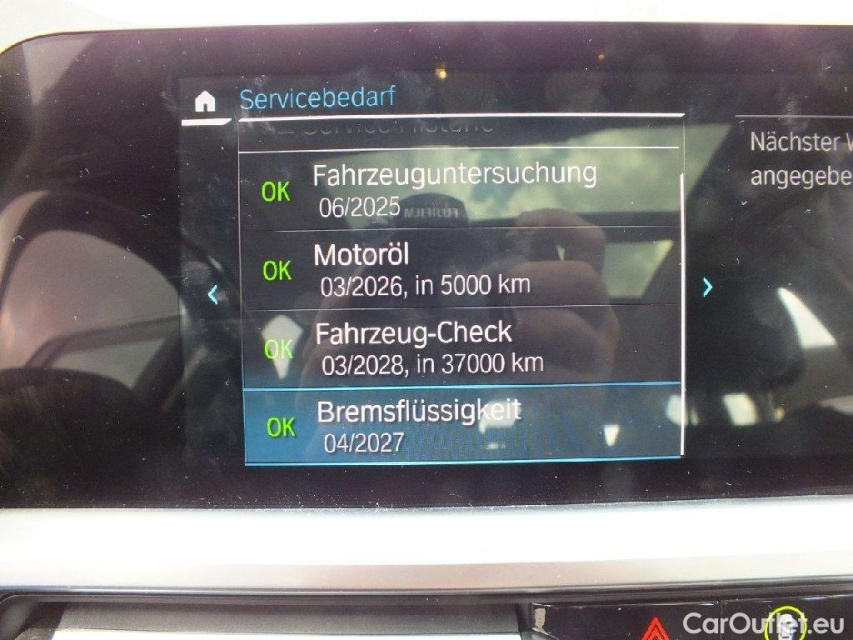 Servicebedarf
Fahrzeuguntersuchung
OK
06/2025
Motoröl
OK
03/2026, in 5000 km
Fahrzeug-Check
OK
03/2028, in 37000 km
Bremsflüssigkeit
OK
04/2027
Nächster
angegebe
CarOutlet.eu